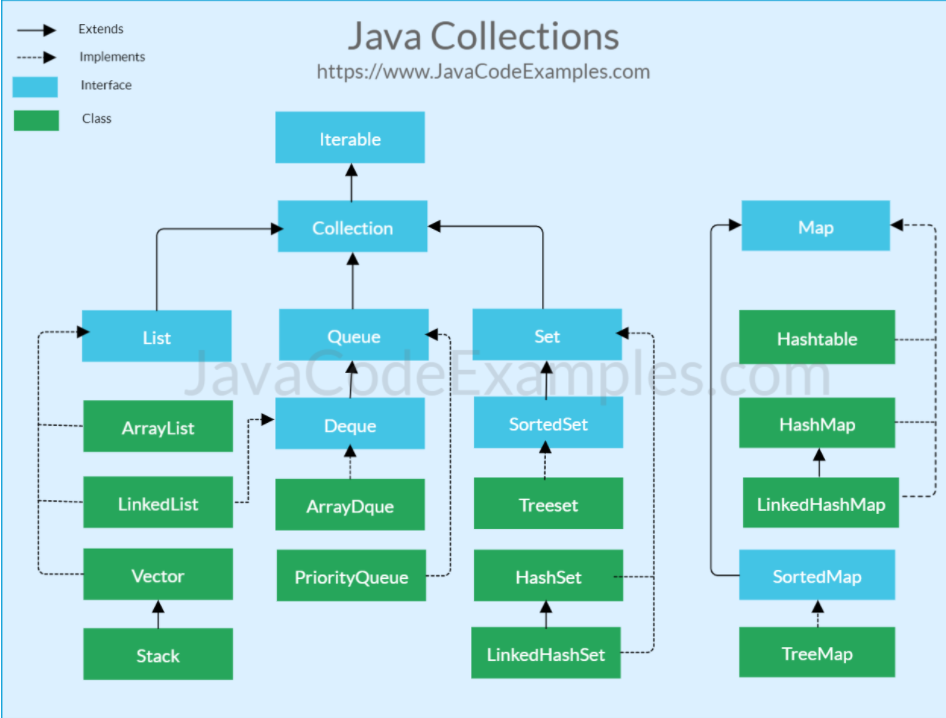 Extends
Implements
Interface
Class
Java Collections
https://www.JavaCodeExamples.com
Iterable
Collection
Map
List
Queue
Set
Hashtable
JavaCodeExamples.com
ArrayList
Deque
SortedSet
HashMap
LinkedList
ArrayDque
Treeset
LinkedHashMap
Vector
PriorityQueue
HashSet
SortedMap
Stack
LinkedHashSet
TreeMap